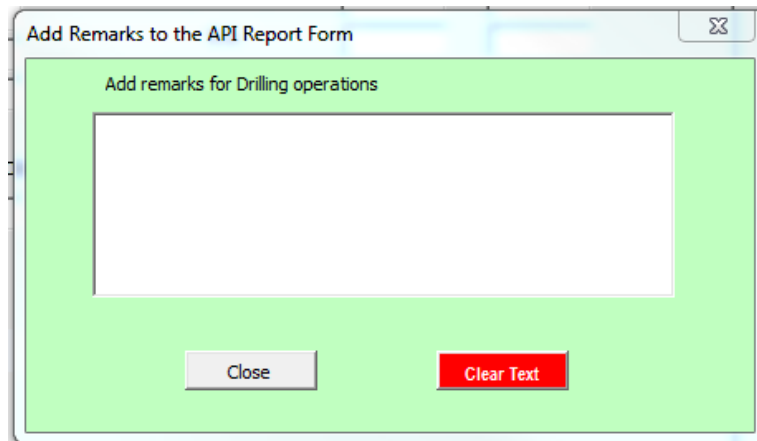 Add Remarks to the API Report Form
Add remarks for Drilling operations
Close
Clear Text